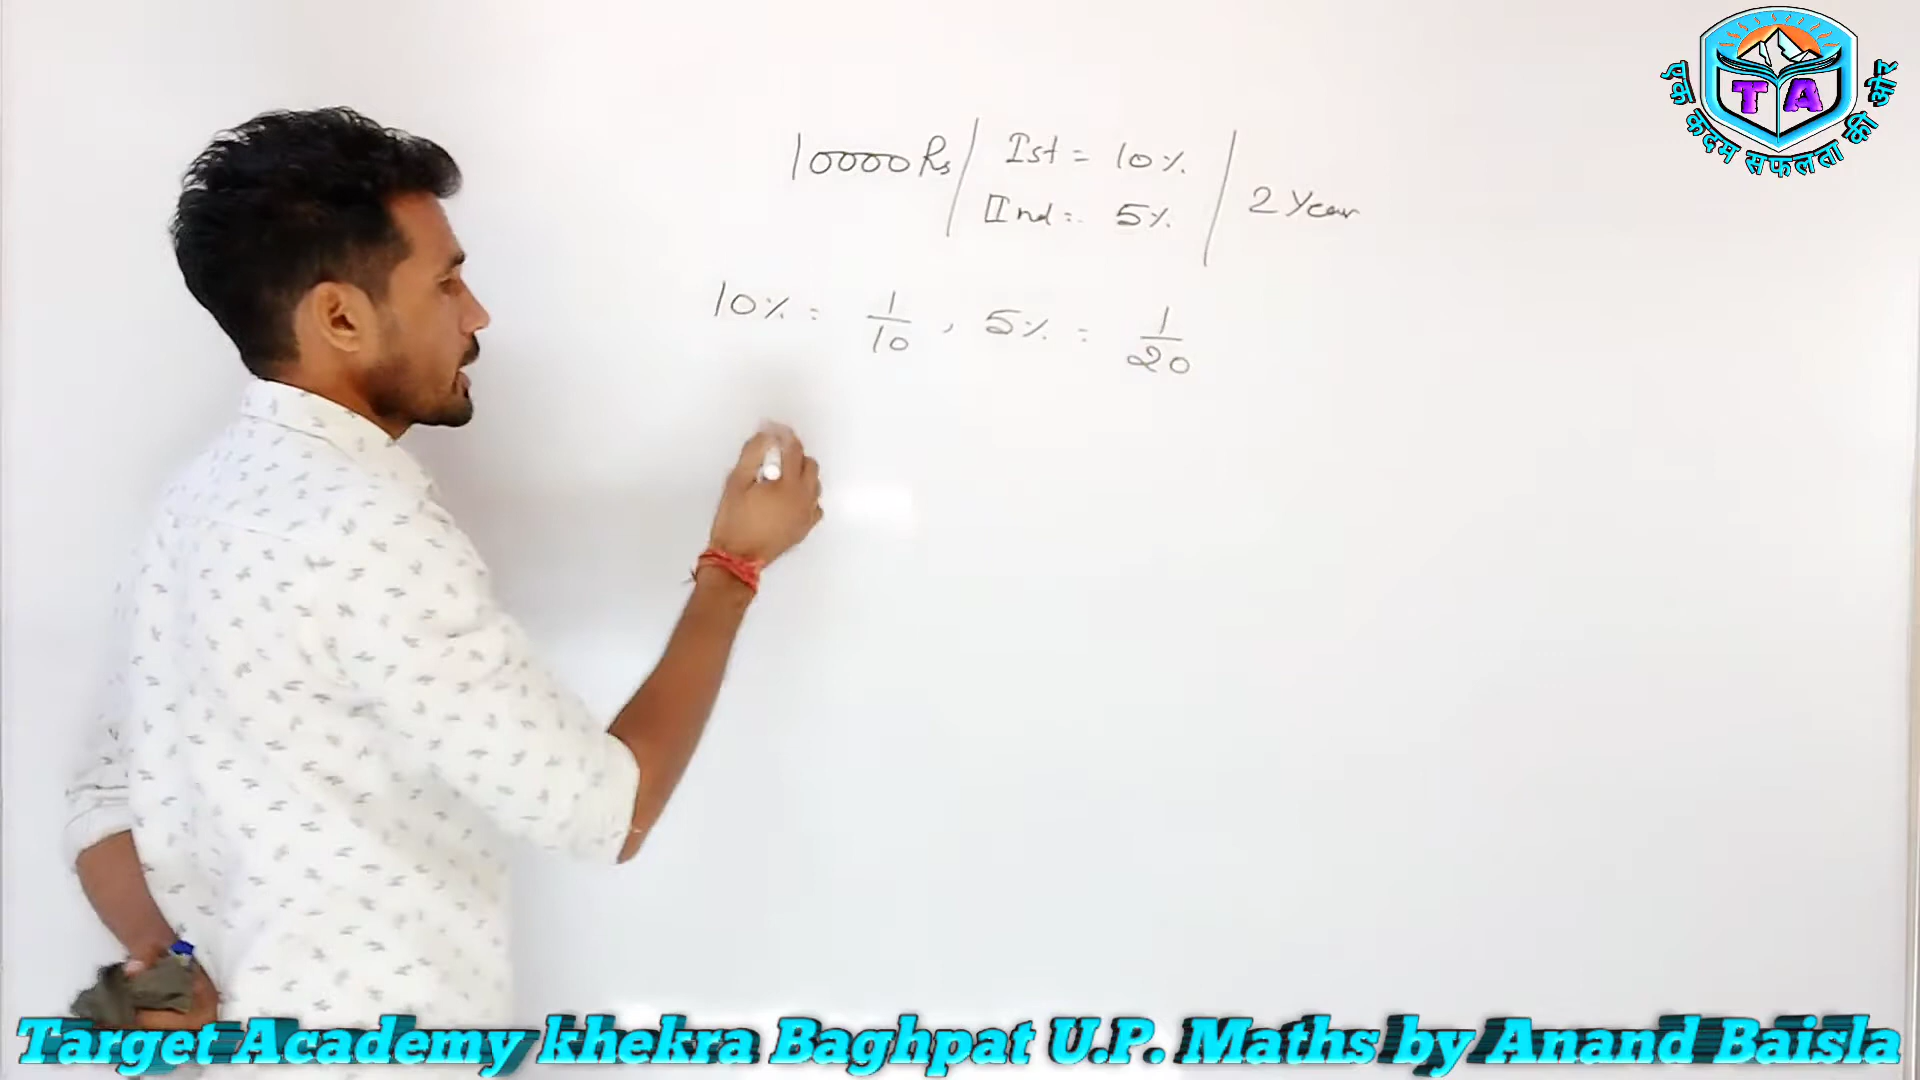 10000 Rs | Ist = 10% | 2 Year
IInd = 5%
10% = 1/10 , 5% = 1/20
TA
एक कदम सफलता की ओर
Target Academy khekra Baghpat U.P. Maths by Anand Baisla